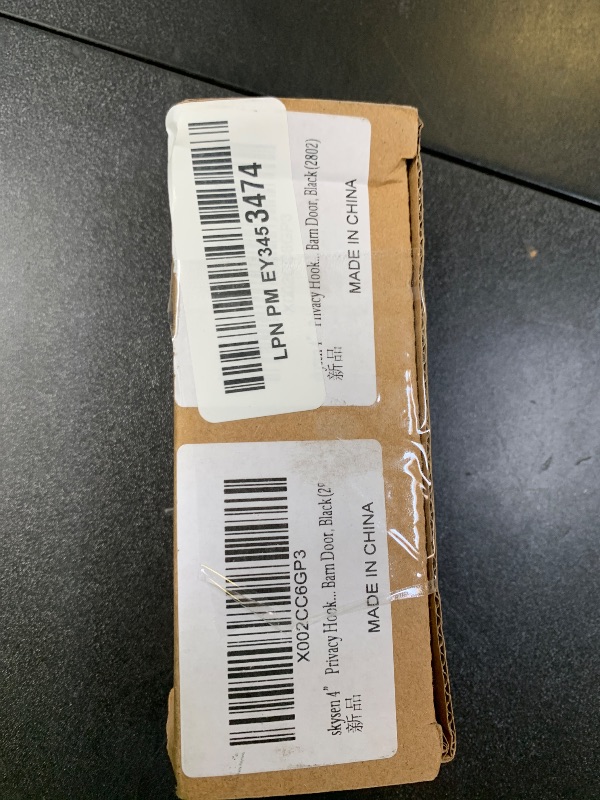 LPN PM EY3453474
Privacy Hook... Barn Door, Black (2802)
新品
MADE IN CHINA
X002CC6GP3
skysen 4" Privacy Hook... Barn Door, Black (2
新品
MADE IN CHINA